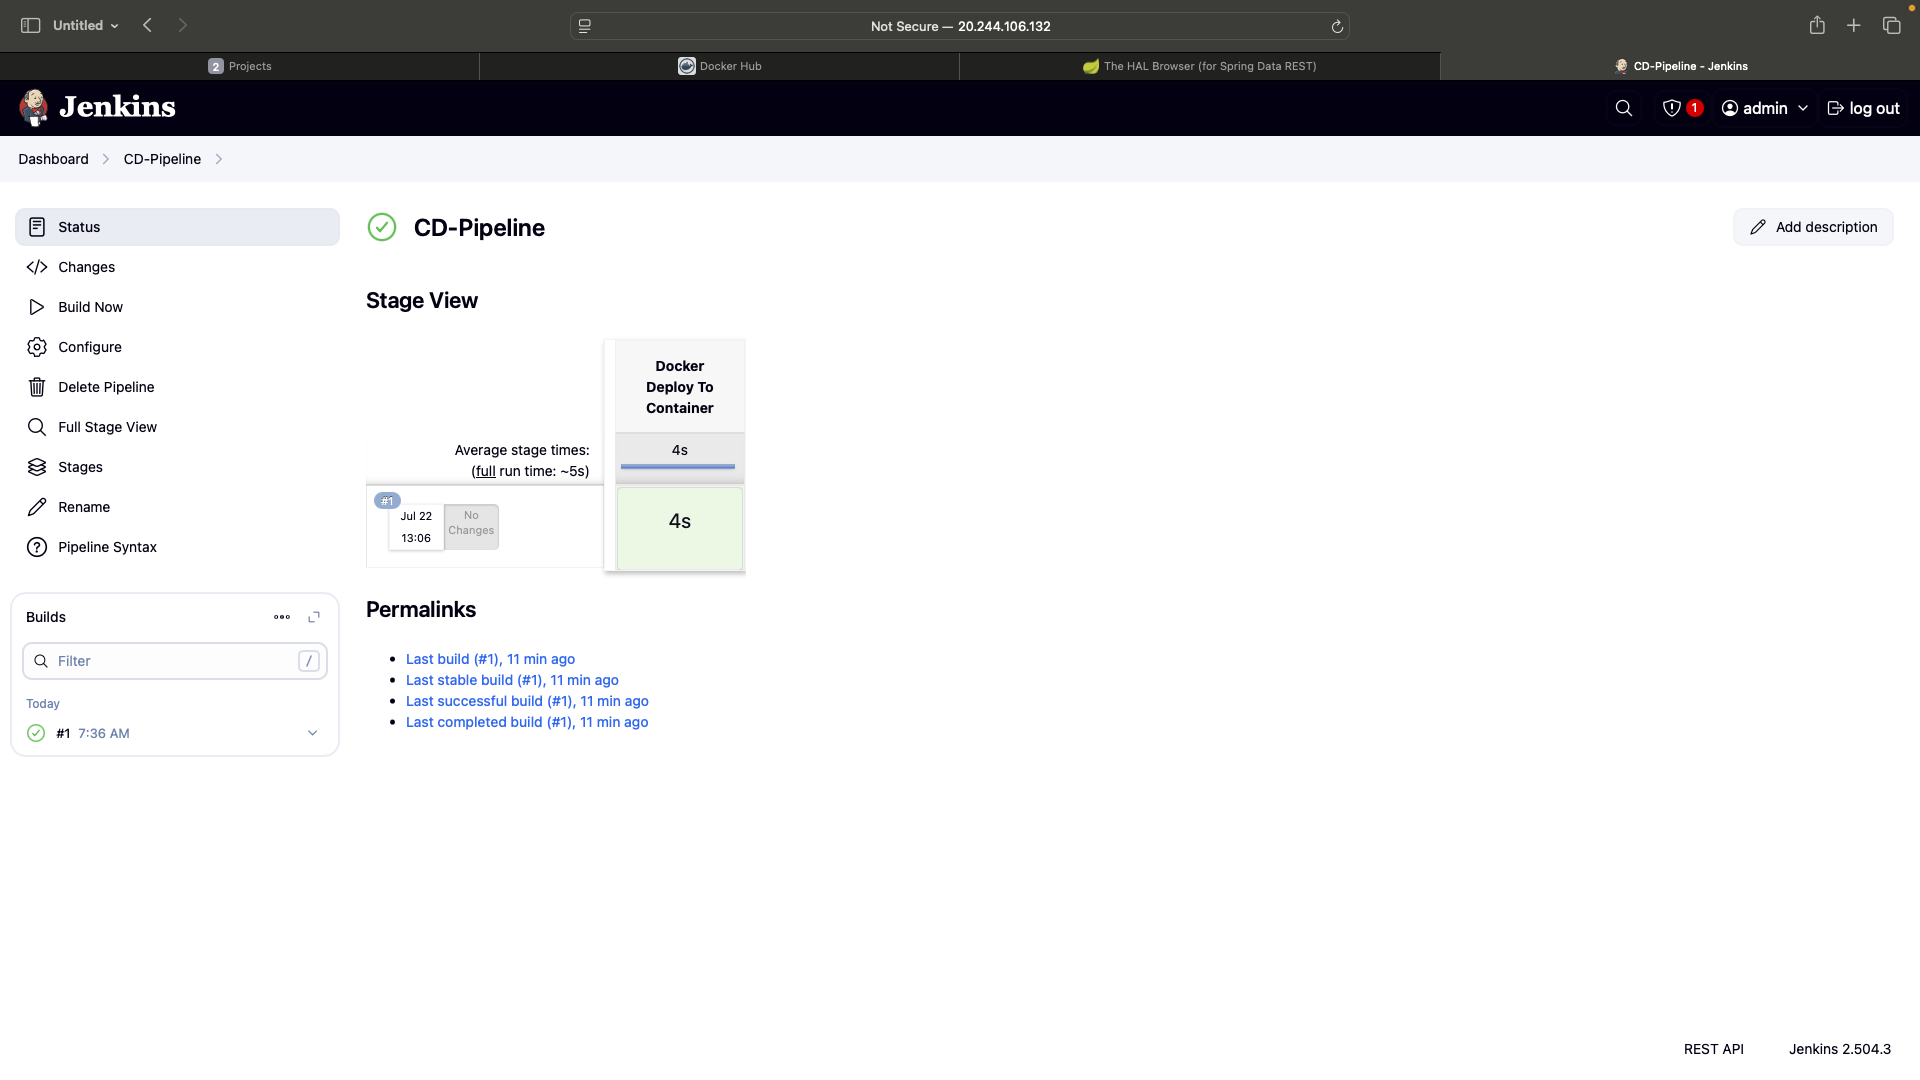 Untitled
Not Secure — 20.244.106.132
2 Projects
Docker Hub
The HAL Browser (for Spring Data REST)
CD-Pipeline - Jenkins
Jenkins
1
admin
log out
Dashboard
CD-Pipeline
Status
Changes
Build Now
Configure
Delete Pipeline
Full Stage View
Stages
Rename
Pipeline Syntax
Builds
Filter
/
Today
#1 7:36 AM
CD-Pipeline
Add description
Stage View
Docker
Deploy To
Container
Average stage times:
(full run time: ~5s)
4s
#1
Jul 22
13:06
No
Changes
4s
Permalinks
Last build (#1), 11 min ago
Last stable build (#1), 11 min ago
Last successful build (#1), 11 min ago
Last completed build (#1), 11 min ago
REST API
Jenkins 2.504.3